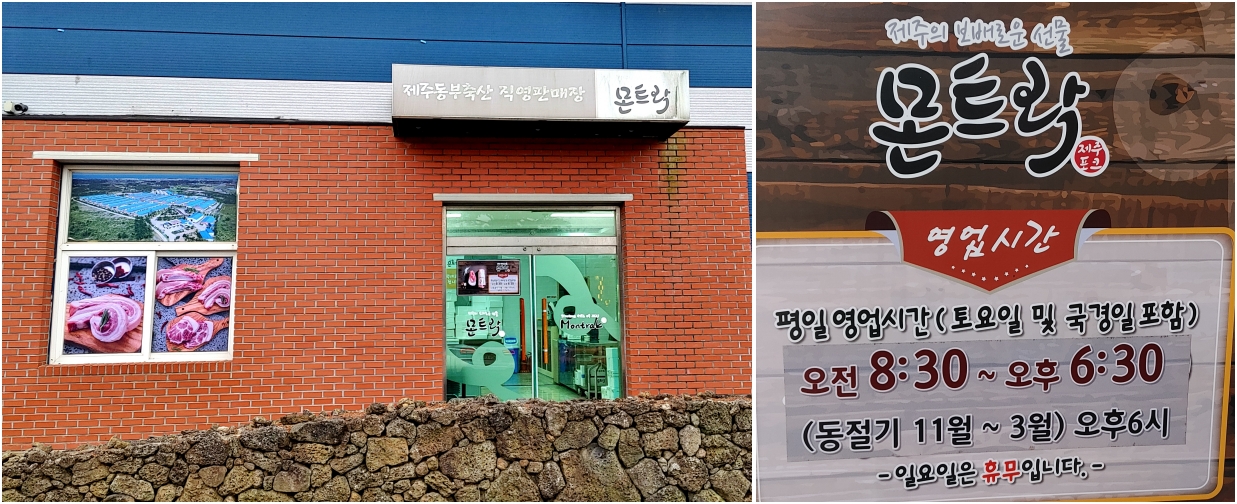 제주동부축산 직영판매장 몬트락
몬트락
Montrak
제주의 보배로운 선물
몬트락
제주
포크
영업시간
평일영업시간(토요일 및 국경일포함)
오전 8:30 ~ 오후 6:30
(동절기 11월 ~ 3월) 오후6시
-일요일은 휴무입니다.-